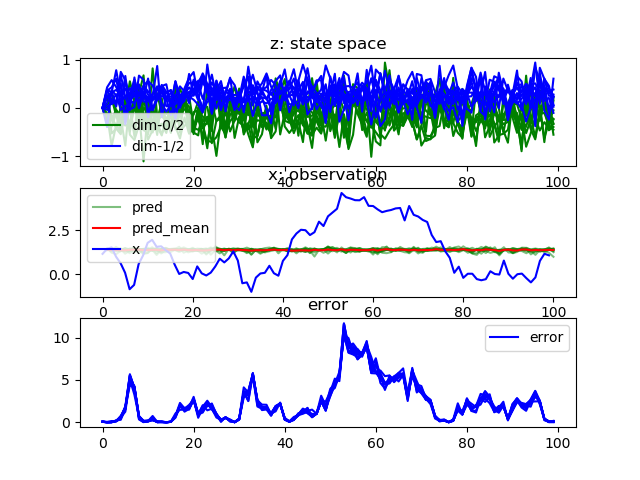 z: state space
1
0
−1
dim-0/2
dim-1/2
0 20 40 60 80 100
x: observation
2.5
0.0
pred
pred_mean
x
0 20 40 60 80 100
error
10
5
0
error
0 20 40 60 80 100